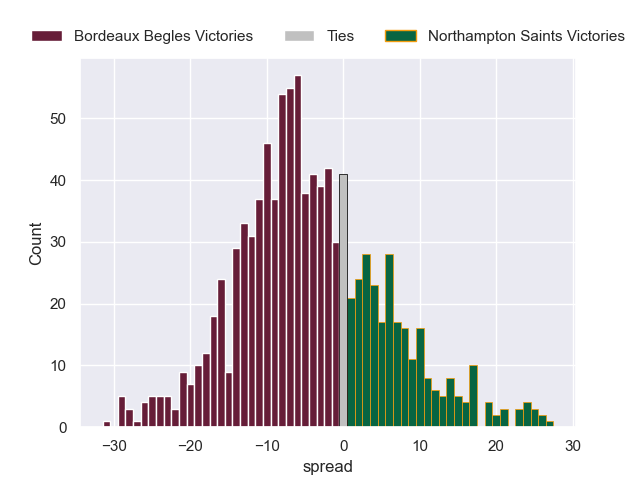 Bordeaux Begles Victories Ties Northampton Saints Victories
50
40
30
20
10
0
−30 −20 −10 0 10 20 30
Count
spread